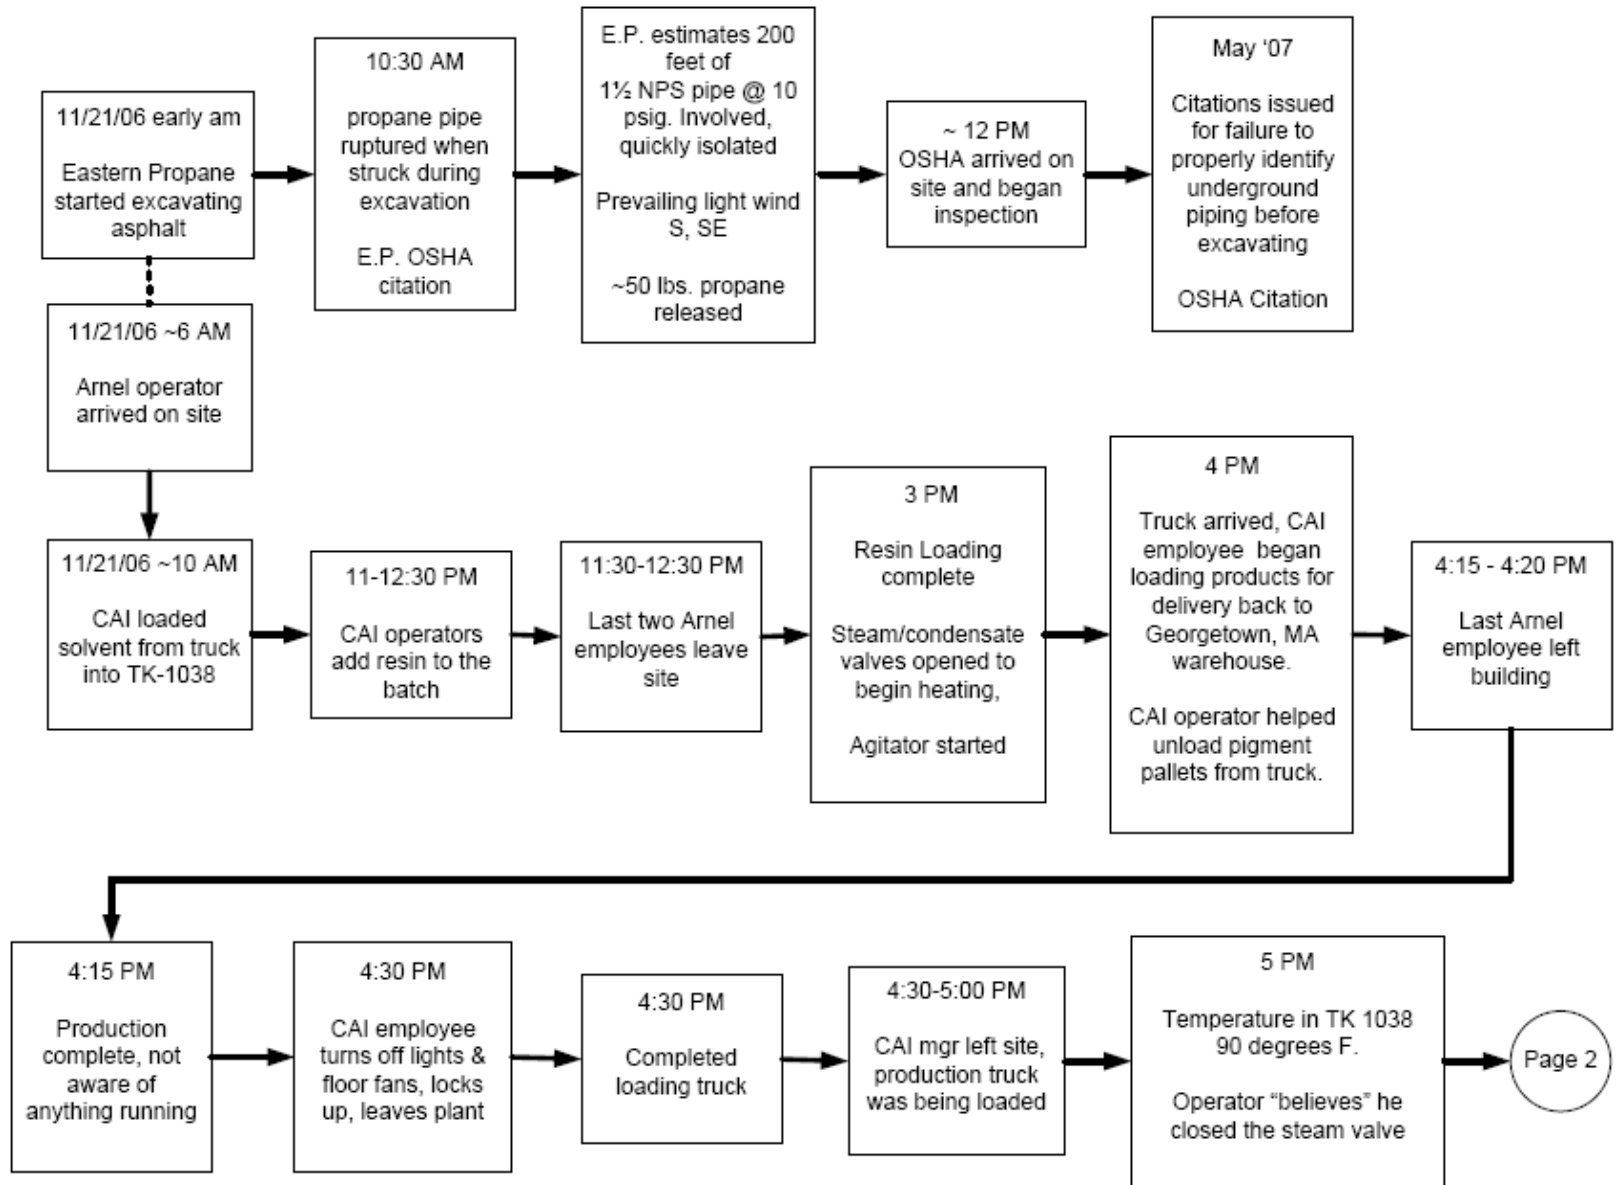 11/21/06 early am
Eastern Propane
started excavating
asphalt
10:30 AM
propane pipe
ruptured when
struck during
excavation
E.P. OSHA
citation
E.P. estimates 200
feet of
1½ NPS pipe @ 10
psig. Involved,
quickly isolated
Prevailing light wind
S, SE
~50 lbs. propane
released
~ 12 PM
OSHA arrived on
site and began
inspection
May ‘07
Citations issued
for failure to
properly identify
underground
piping before
excavating
OSHA Citation
11/21/06 ~6 AM
Arnel operator
arrived on site
11/21/06 ~10 AM
CAI loaded
solvent from truck
into TK-1038
11-12:30 PM
CAI operators
add resin to the
batch
11:30-12:30 PM
Last two Arnel
employees leave
site
3 PM
Resin Loading
complete
Steam/condensate
valves opened to
begin heating,
Agitator started
4 PM
Truck arrived, CAI
employee began
loading products for
delivery back to
Georgetown, MA
warehouse.
CAI operator helped
unload pigment
pallets from truck.
4:15 - 4:20 PM
Last Arnel
employee left
building
4:15 PM
Production
complete, not
aware of
anything running
4:30 PM
CAI employee
turns off lights &
floor fans, locks
up, leaves plant
4:30 PM
Completed
loading truck
4:30-5:00 PM
CAI mgr left site,
production truck
was being loaded
5 PM
Temperature in TK 1038
90 degrees F.
Operator “believes” he
closed the steam valve
Page 2